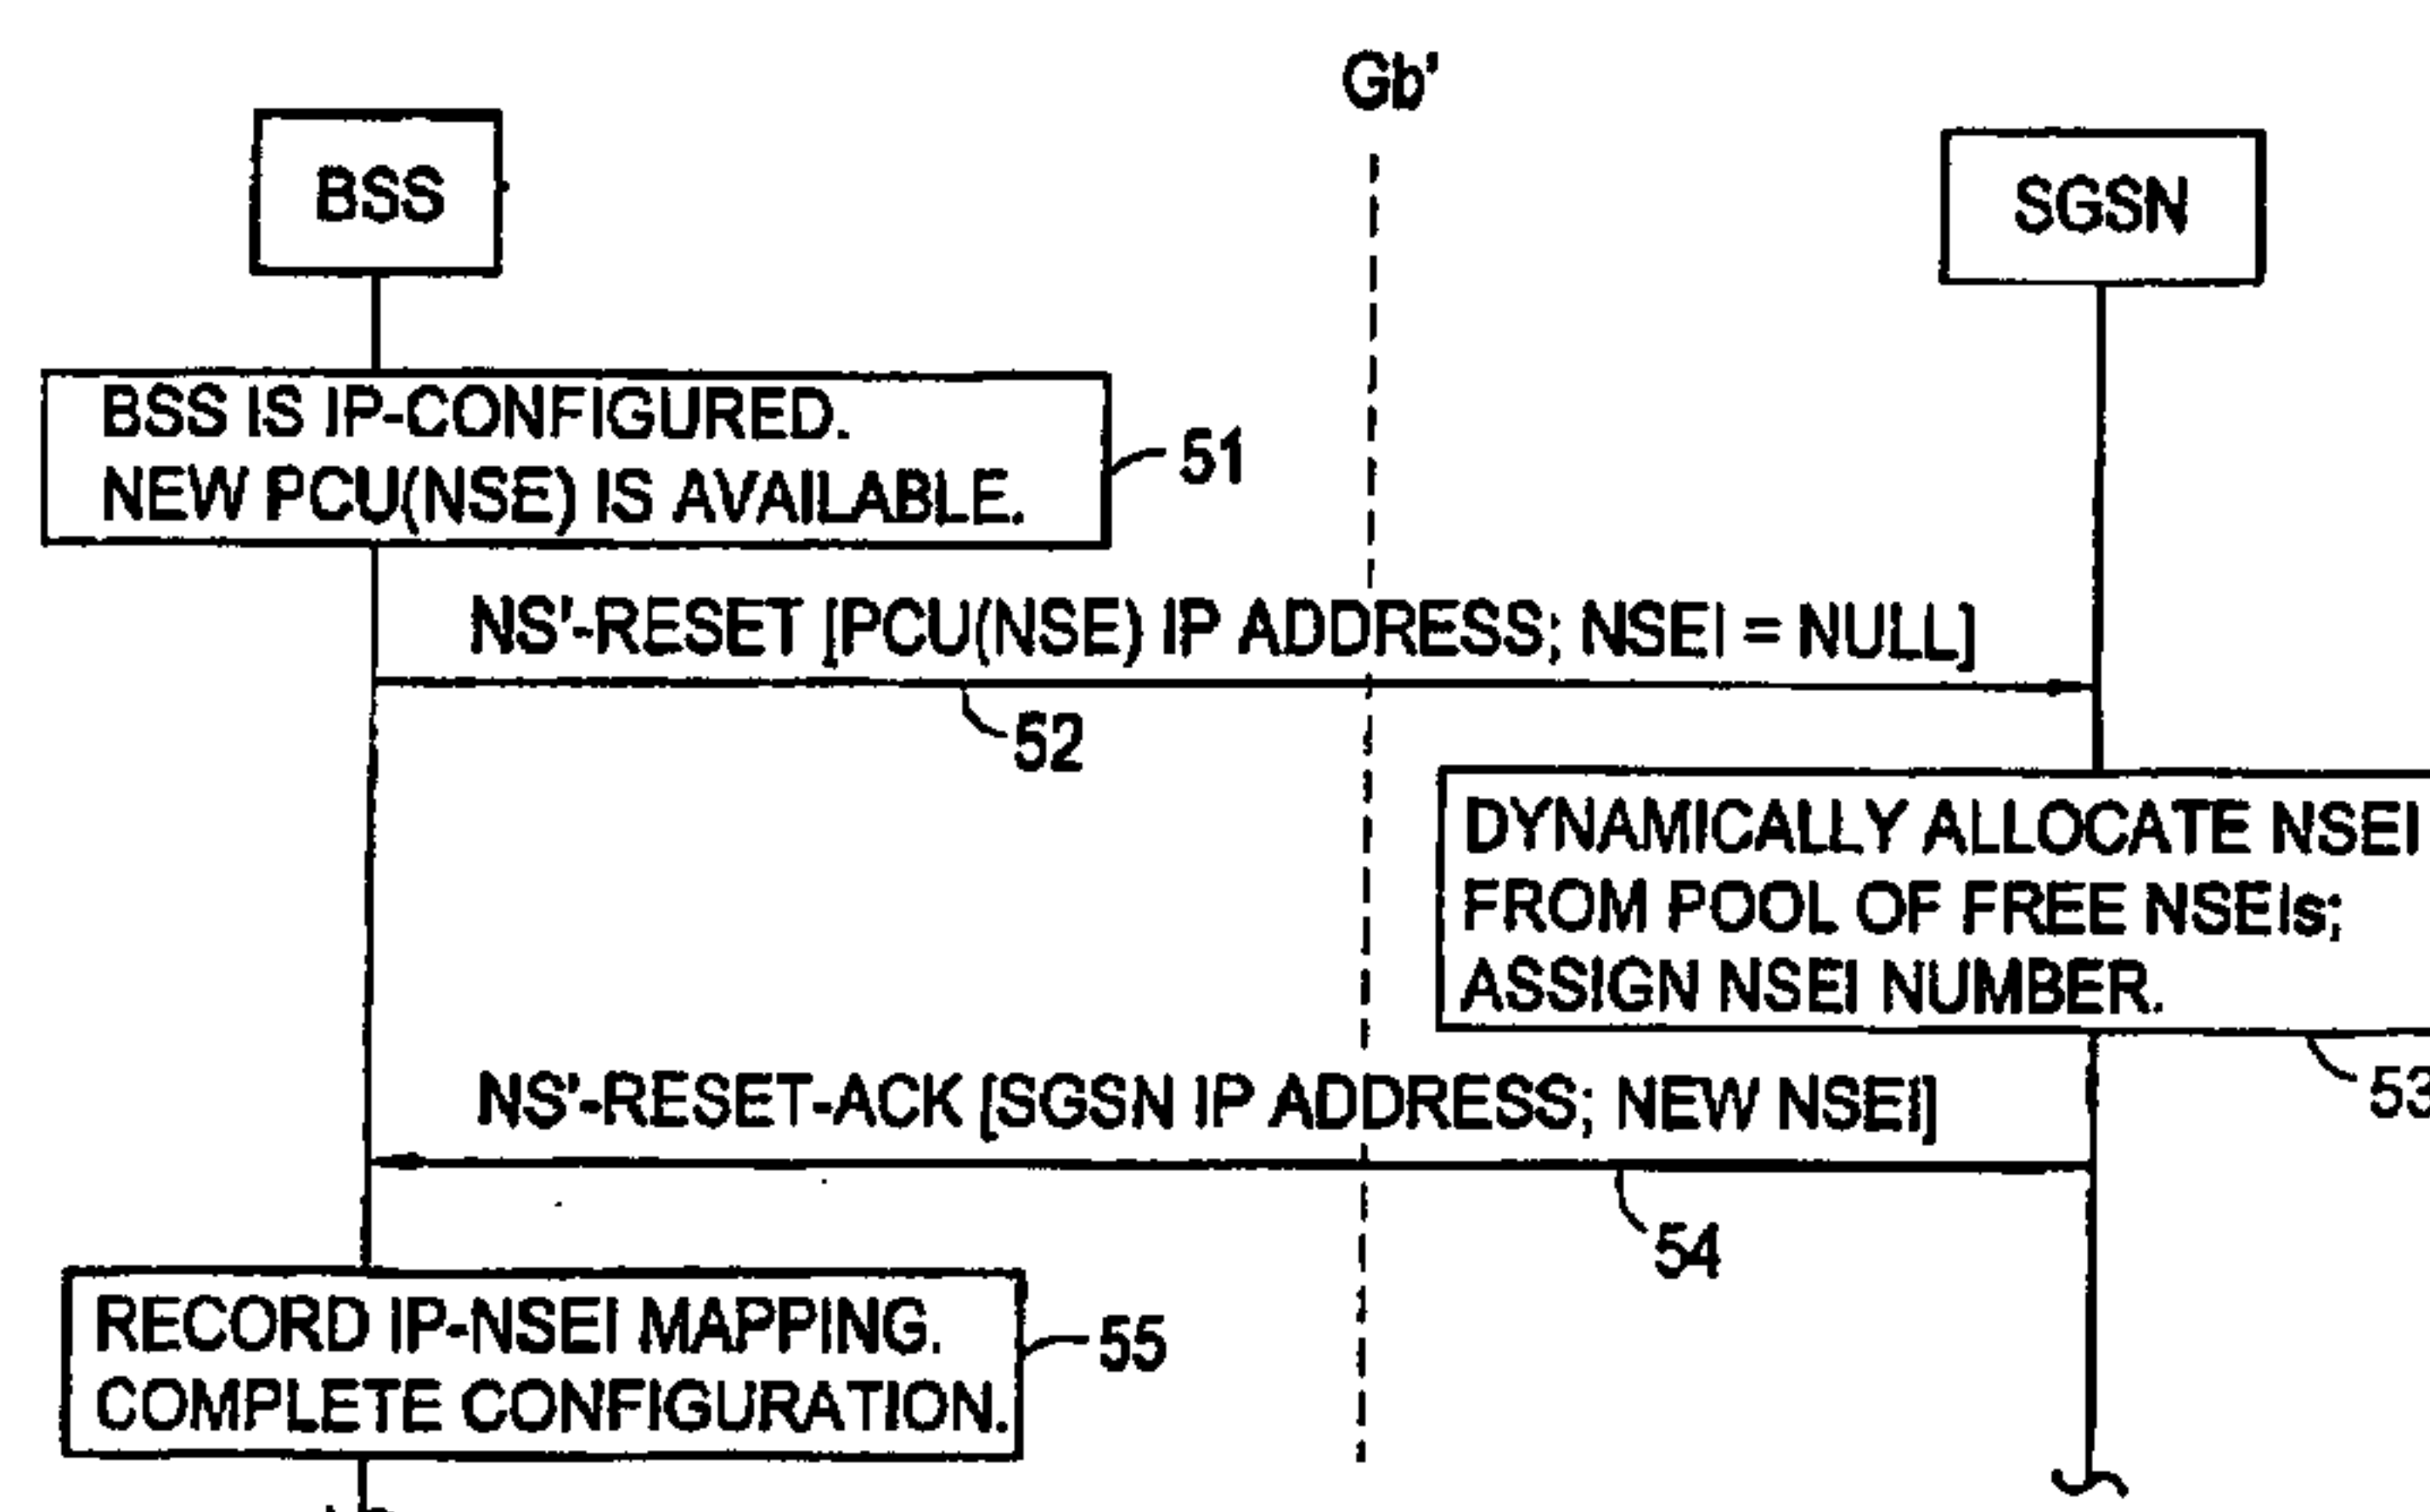 Gb'
BSS
SGSN
BSS IS IP-CONFIGURED.
NEW PCU(NSE) IS AVAILABLE.
51
NS'-RESET [PCU(NSE) IP ADDRESS; NSEI = NULL]
52
DYNAMICALLY ALLOCATE NSEI
FROM POOL OF FREE NSEIs;
ASSIGN NSEI NUMBER.
53
NS'-RESET-ACK [SGSN IP ADDRESS; NEW NSEI]
54
RECORD IP-NSEI MAPPING.
COMPLETE CONFIGURATION.
55